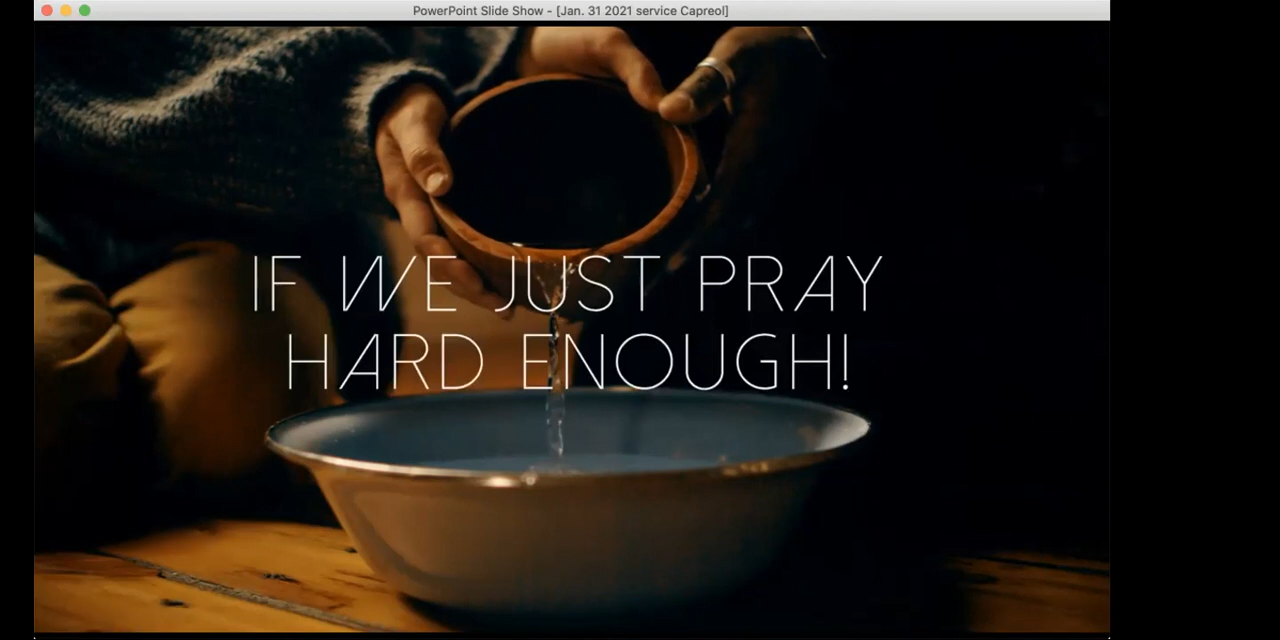 PowerPoint Slide Show - [Jan. 31 2021 service Capreol]
IF WE JUST PRAY
HARD ENOUGH!